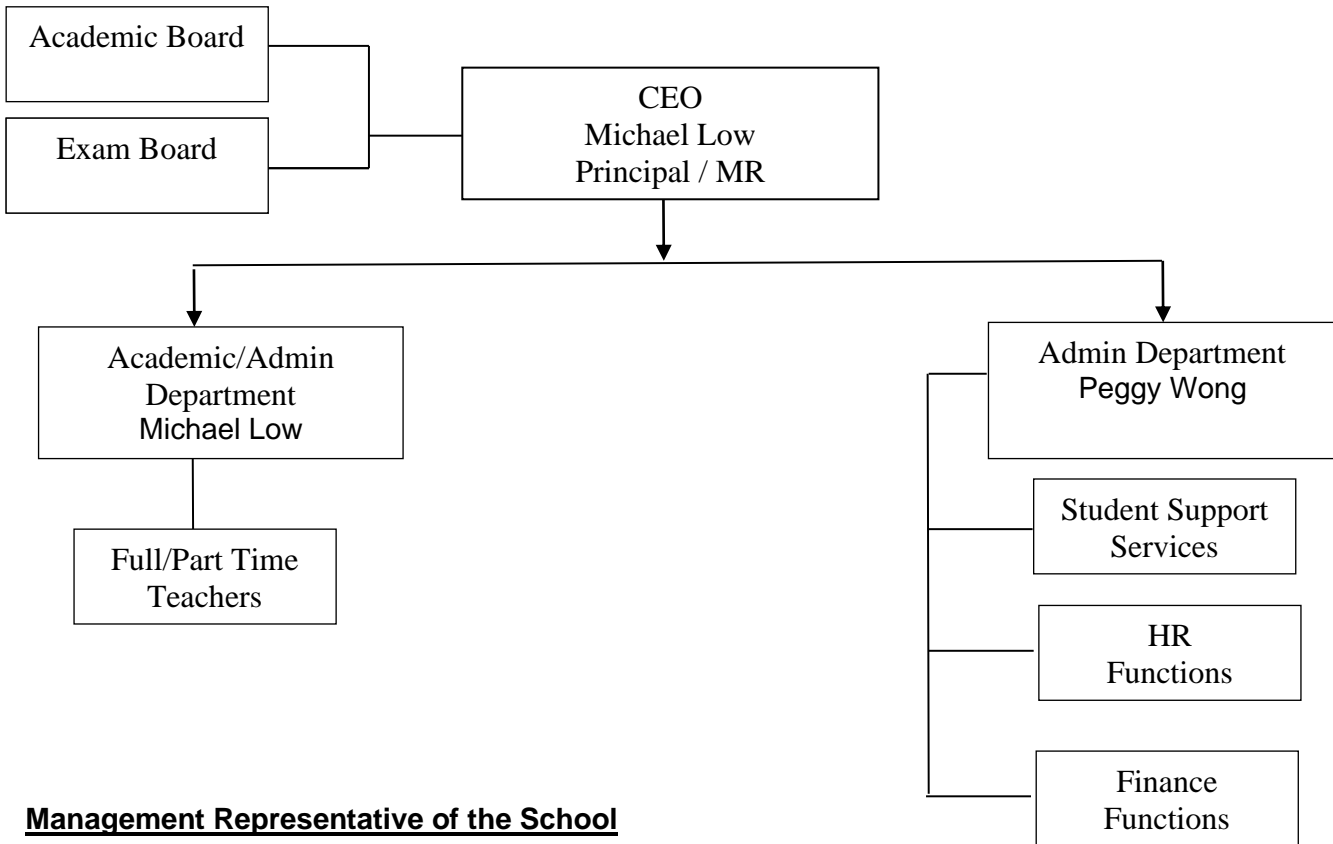 Academic Board
Exam Board
CEO
Michael Low
Principal / MR
Academic/Admin
Department
Michael Low
Full/Part Time
Teachers
Admin Department
Peggy Wong
Student Support
Services
HR
Functions
Finance
Functions
Management Representative of the School